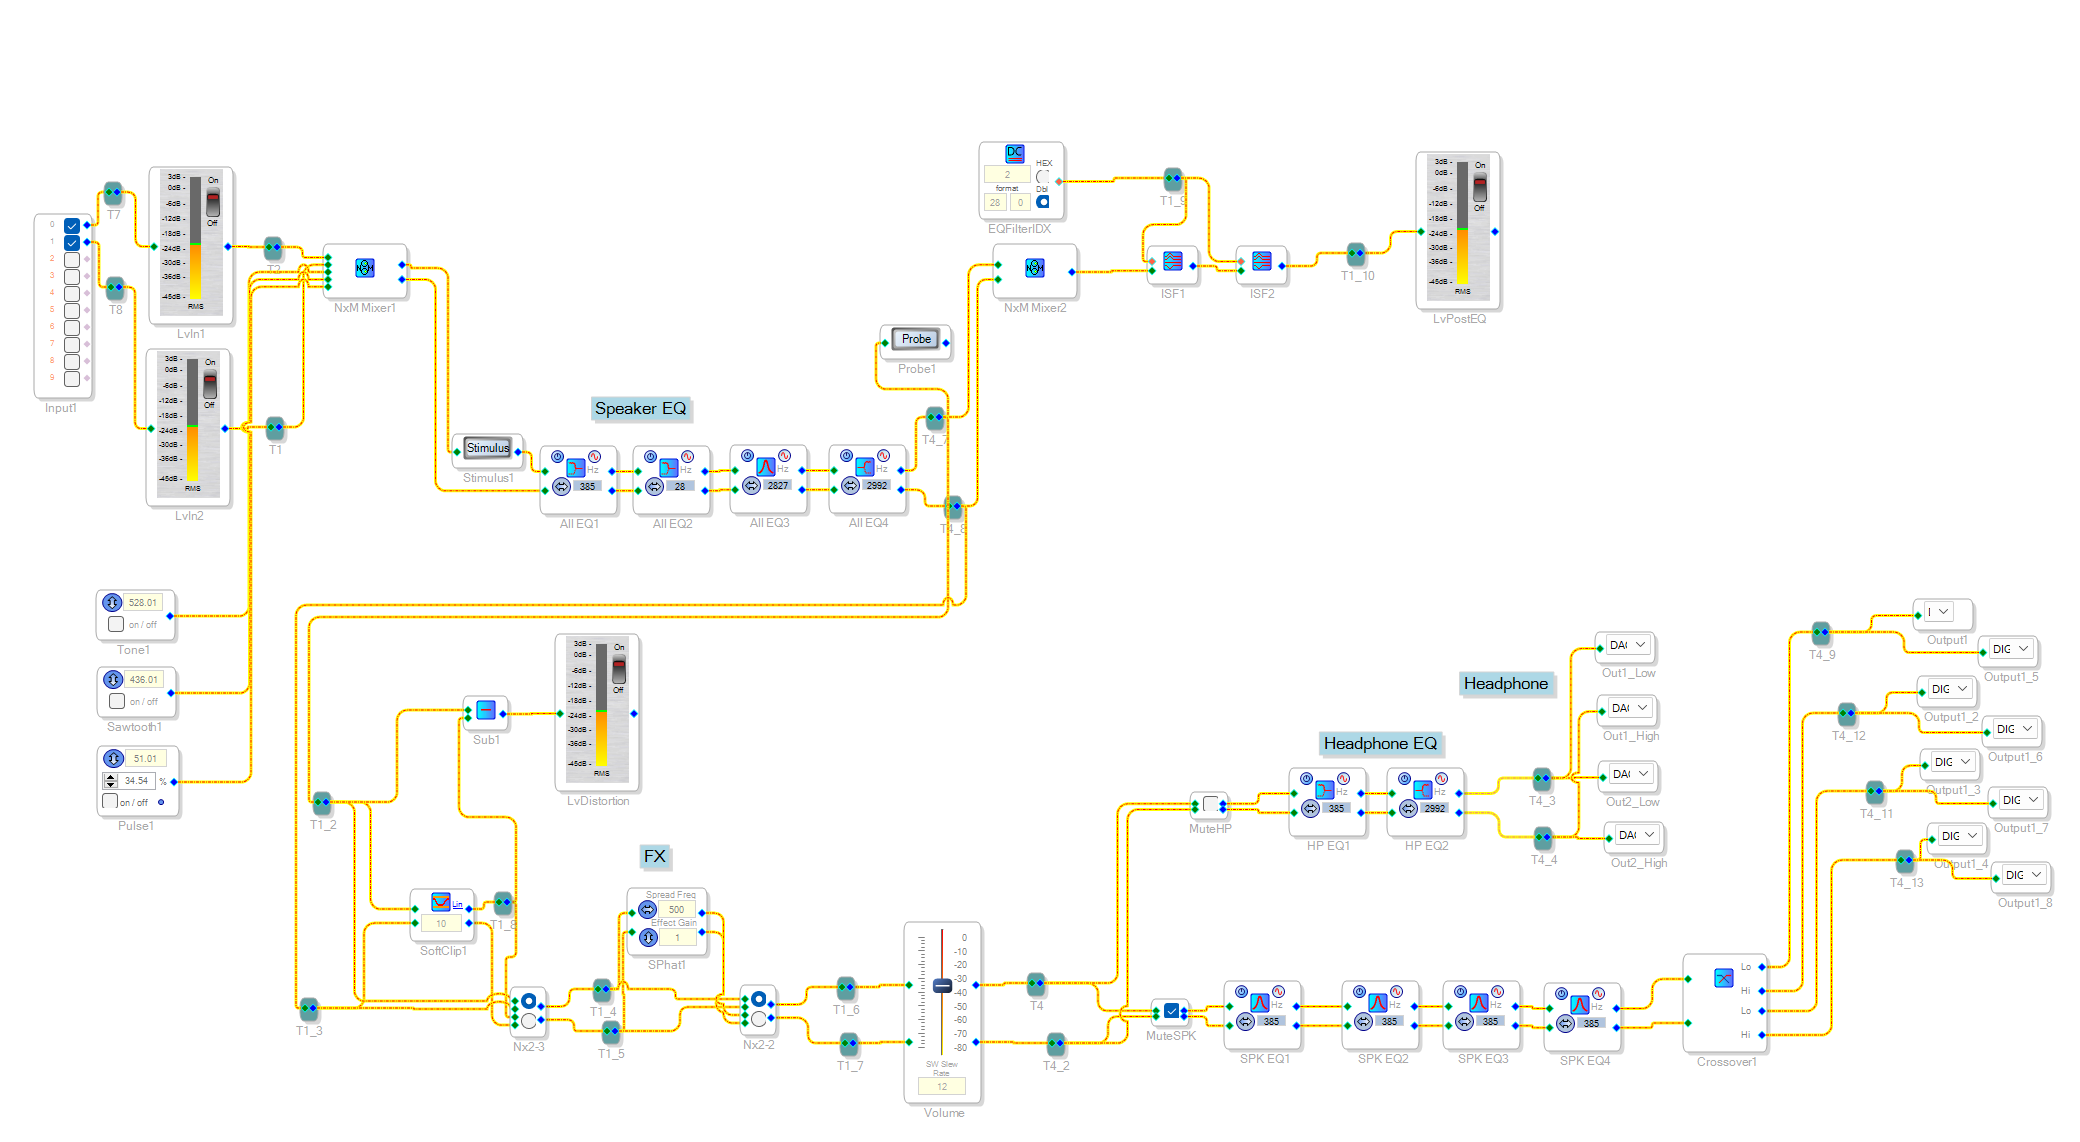 0
1
2
3
4
5
6
7
8
9
Input1
T7
T8
3dB -
0dB -
-6dB -
-12dB -
-18dB -
-24dB -
-30dB -
-36dB -
-45dB -
On
Off
RMS
LvIn1
3dB -
0dB -
-6dB -
-12dB -
-18dB -
-24dB -
-30dB -
-36dB -
-45dB -
On
Off
RMS
LvIn2
T2
T1
NxM
NxM Mixer1
528.01
on / off
Tone1
436.01
on / off
Sawtooth1
51.01
34.54 %
on / off
Pulse1
Stimulus
Stimulus1
Speaker EQ
Hz
385
All EQ1
Hz
28
All EQ2
Hz
2827
All EQ3
Hz
2992
All EQ4
Probe
Probe1
T4_7
T4_8
DC
HEX
2
format
Dbl
28
0
EQFilterIDX
NxM
NxM Mixer2
T1_9
ISF1
ISF2
T1_10
3dB -
0dB -
-6dB -
-12dB -
-18dB -
-24dB -
-30dB -
-36dB -
-45dB -
On
Off
RMS
LvPostEQ
T1_2
T1_3
Sub1
3dB -
0dB -
-6dB -
-12dB -
-18dB -
-24dB -
-30dB -
-36dB -
-45dB -
On
Off
RMS
LvDistortion
Lin
10
SoftClip1
T1_8
Nx2-3
FX
Spread Freq
500
Effect Gain
1
SPhat1
T1_4
T1_5
Nx2-2
T1_6
T1_7
0
-10
-20
-30
-40
-50
-60
-70
-80
SW Slew
Rate
12
Volume
T4
T4_2
MuteHP
MuteSPK
Headphone
Headphone EQ
Hz
385
HP EQ1
Hz
2992
HP EQ2
T4_3
T4_4
DA(
Out1_Low
DA(
Out1_High
DA(
Out2_Low
DA(
Out2_High
Hz
385
SPK EQ1
Hz
385
SPK EQ2
Hz
385
SPK EQ3
Hz
385
SPK EQ4
Lo
Hi
Lo
Hi
Crossover1
T4_9
T4_12
T4_11
T4_13
Output1
DIG
Output1_5
DIG
Output1_2
DIG
Output1_6
DIG
Output1_3
DIG
Output1_7
DIG
Output1_4
DIG
Output1_8